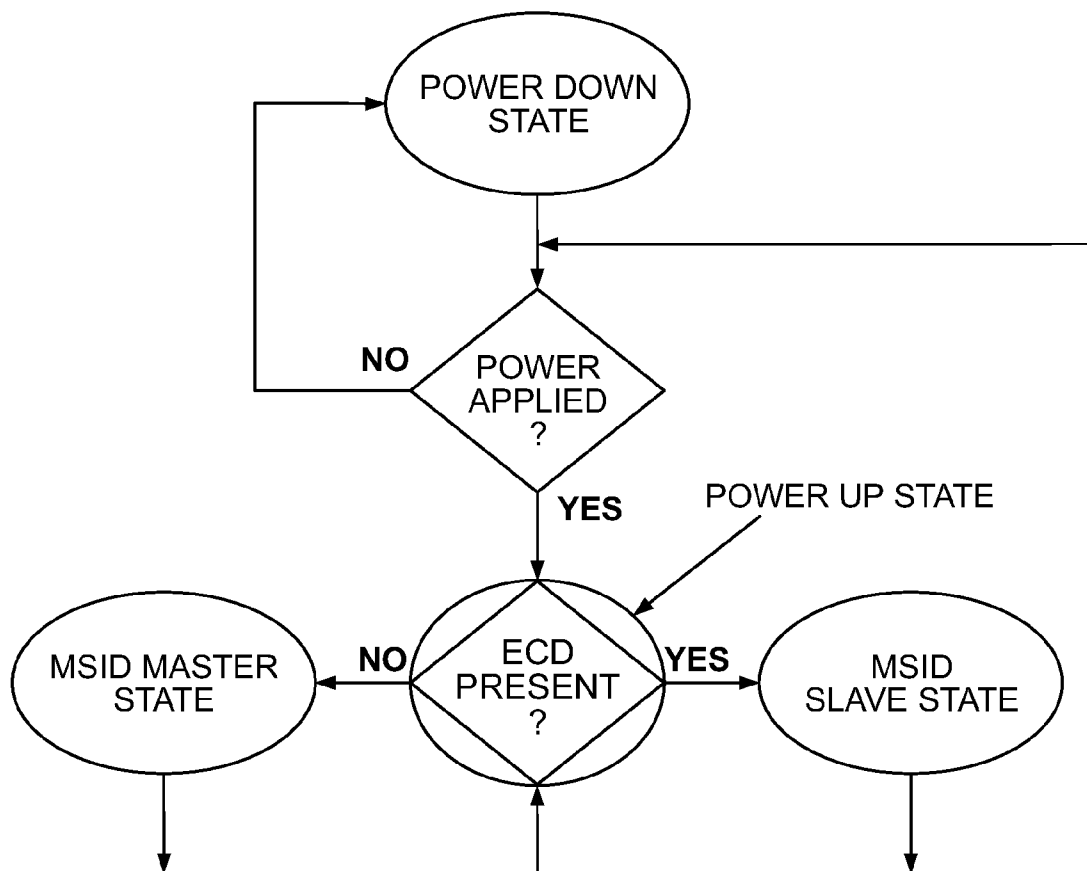 POWER DOWN
STATE
NO
POWER
APPLIED
?
YES
POWER UP STATE
MSID MASTER
STATE
NO
ECD
PRESENT
?
YES
MSID
SLAVE STATE